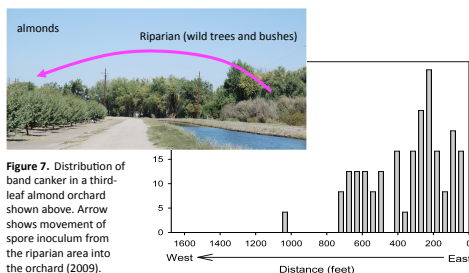 almonds
Riparian (wild trees and bushes)
Figure 7. Distribution of
band canker in a third-
leaf almond orchard
shown above. Arrow
shows movement of
spore inoculum from
the riparian area into
the orchard (2009).
15
10
5
0
1600 1400 1200 1000 800 600 400 200 0
West East
Distance (feet)